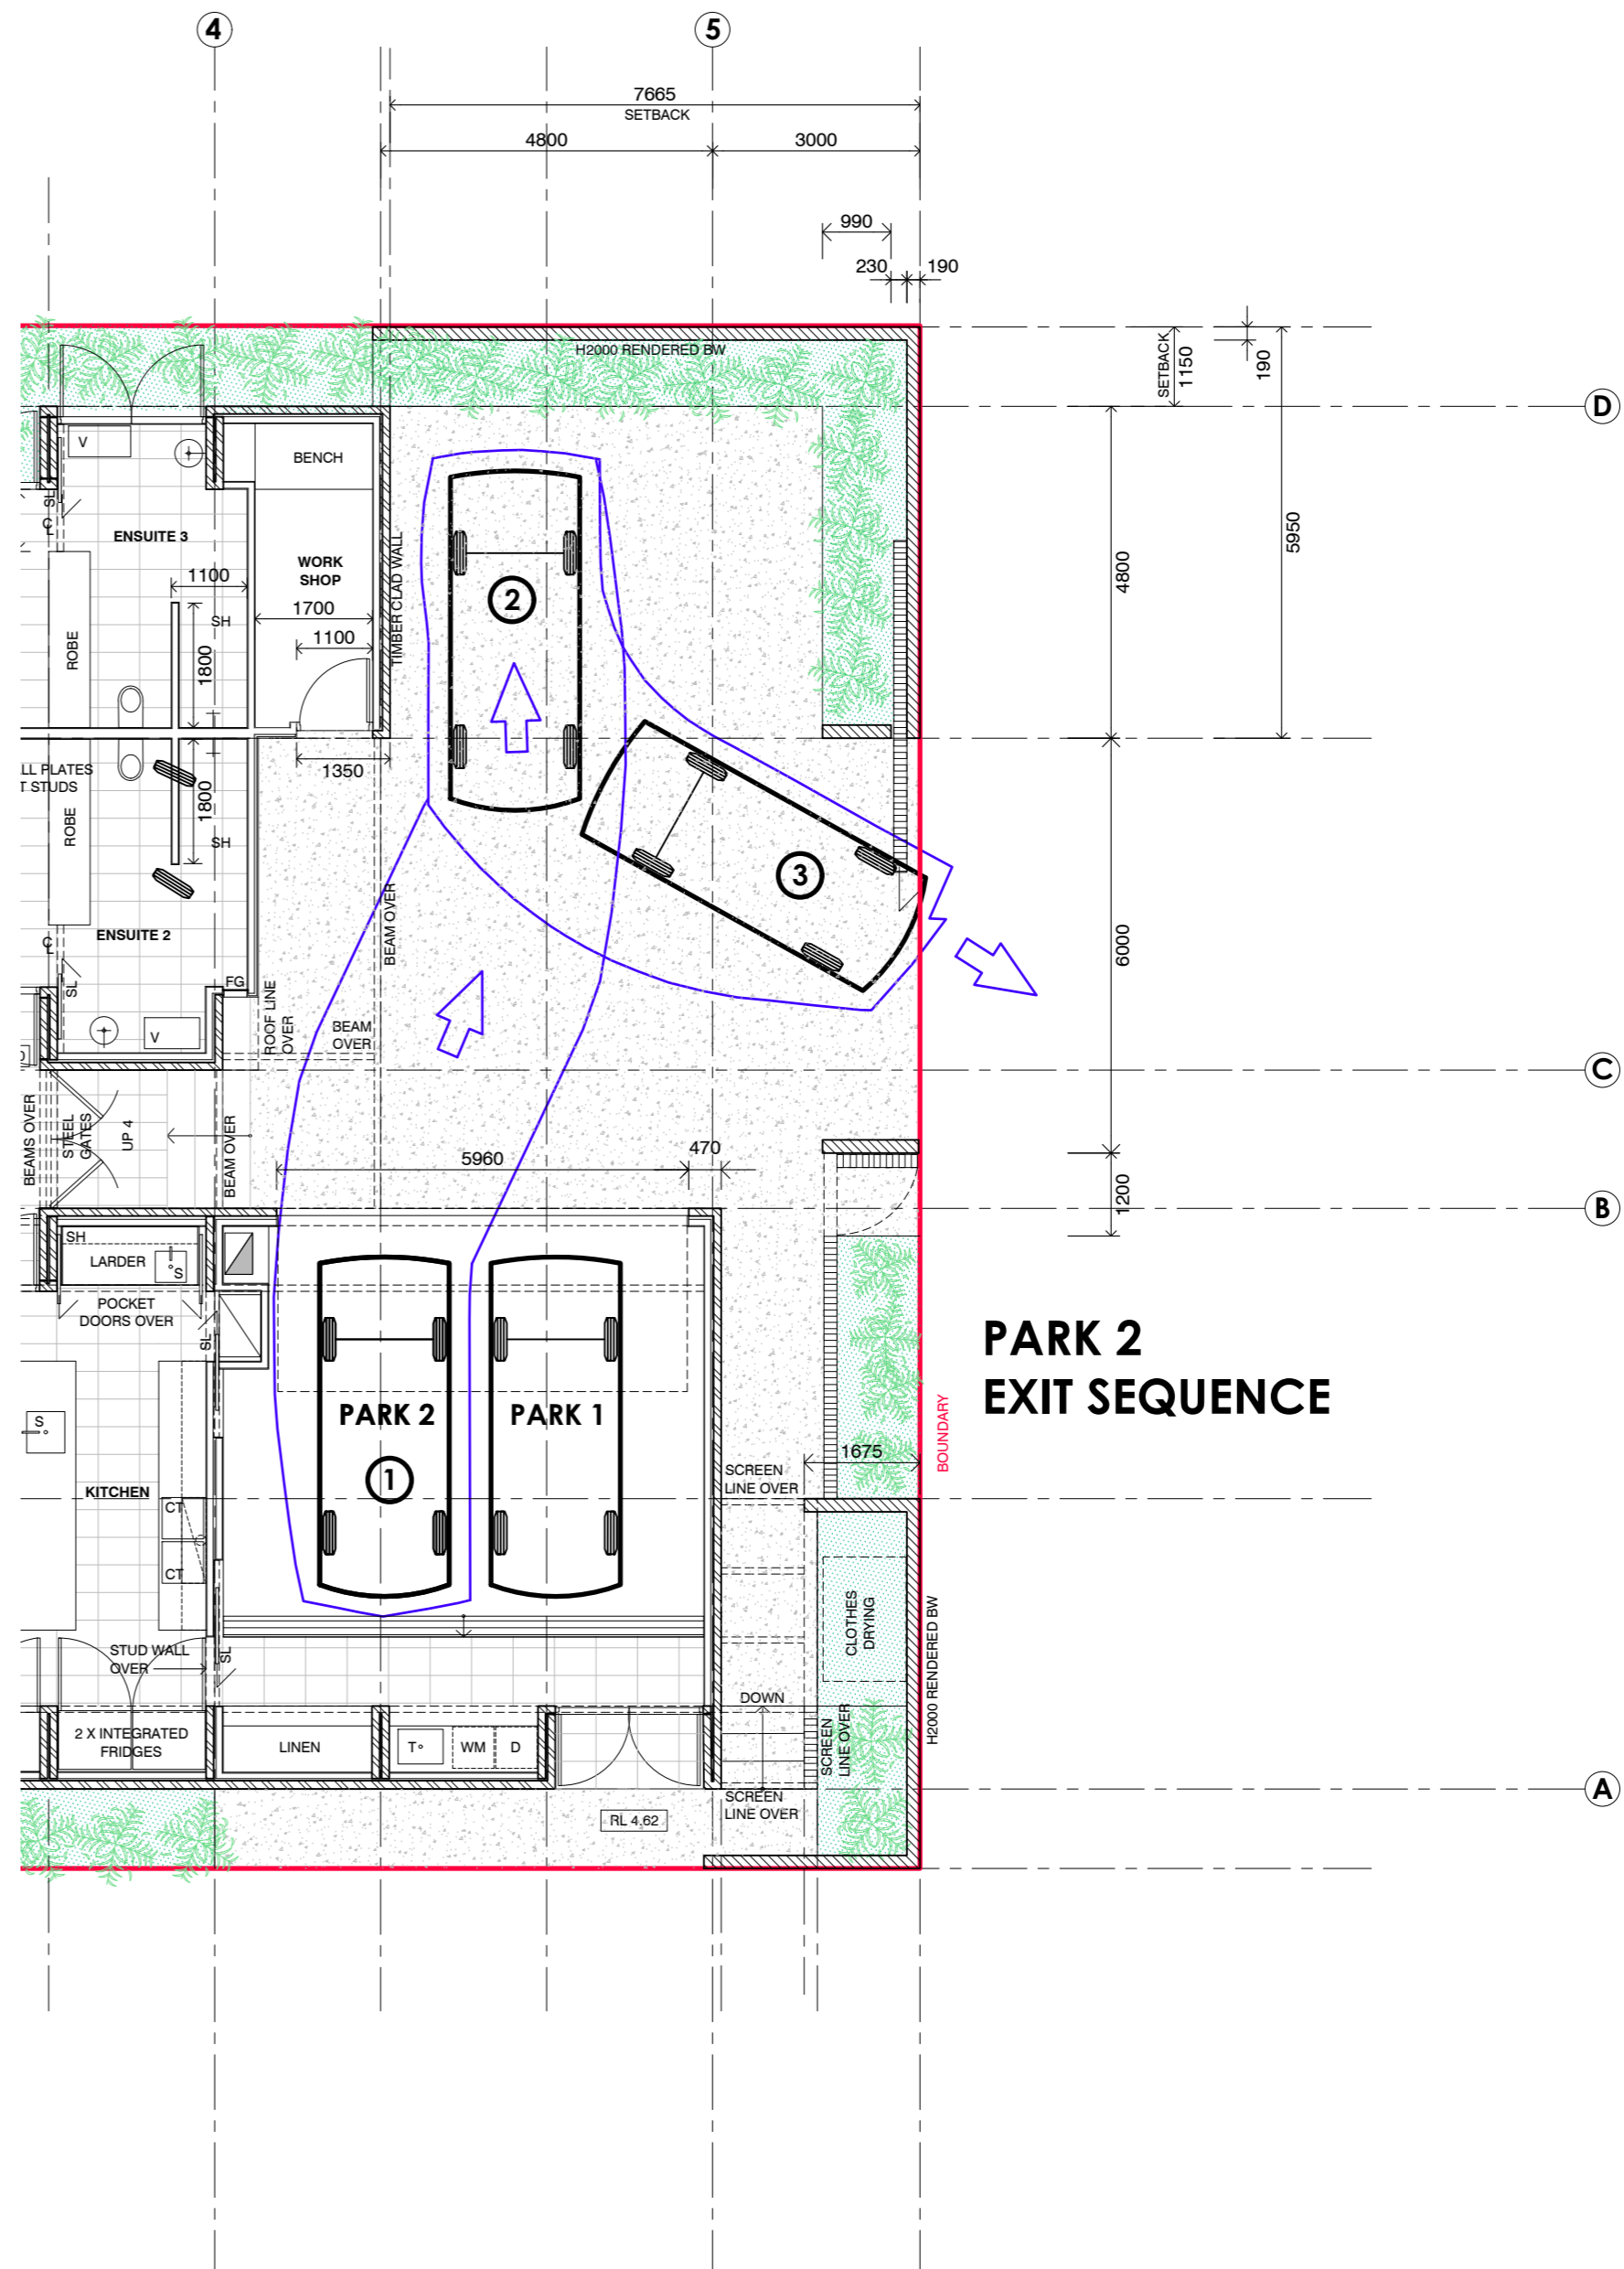 4
5
7665
SETBACK
4800
3000
990
230
190
H2000 RENDERED BW
SETBACK
1150
190
D
V
BENCH
SL
C
L
ENSUITE 3
WORK
SHOP
TIMBER CLAD WALL
1100
1700
SH
1100
ROBE
1800
2
4800
5950
1350
LL PLATES
T STUDS
1800
ROBE
SH
3
BEAM OVER
ENSUITE 2
C
L
SL
FG
ROOF LINE
OVER
BEAM
OVER
V
6000
C
BEAMS OVER
STEEL
GATES
UP 4
BEAM OVER
5960
470
1200
B
SH
LARDER
S
POCKET
DOORS OVER
SL
PARK 2
EXIT SEQUENCE
PARK 2
PARK 1
BOUNDARY
S
1675
1
KITCHEN
CT
SCREEN
LINE OVER
CT
CLOTHES
DRYING
H2000 RENDERED BW
STUD WALL
OVER
SL
DOWN
2 X INTEGRATED
FRIDGES
LINEN
T
WM
D
SCREEN
LINE OVER
SCREEN
LINE OVER
A
RL 4.62